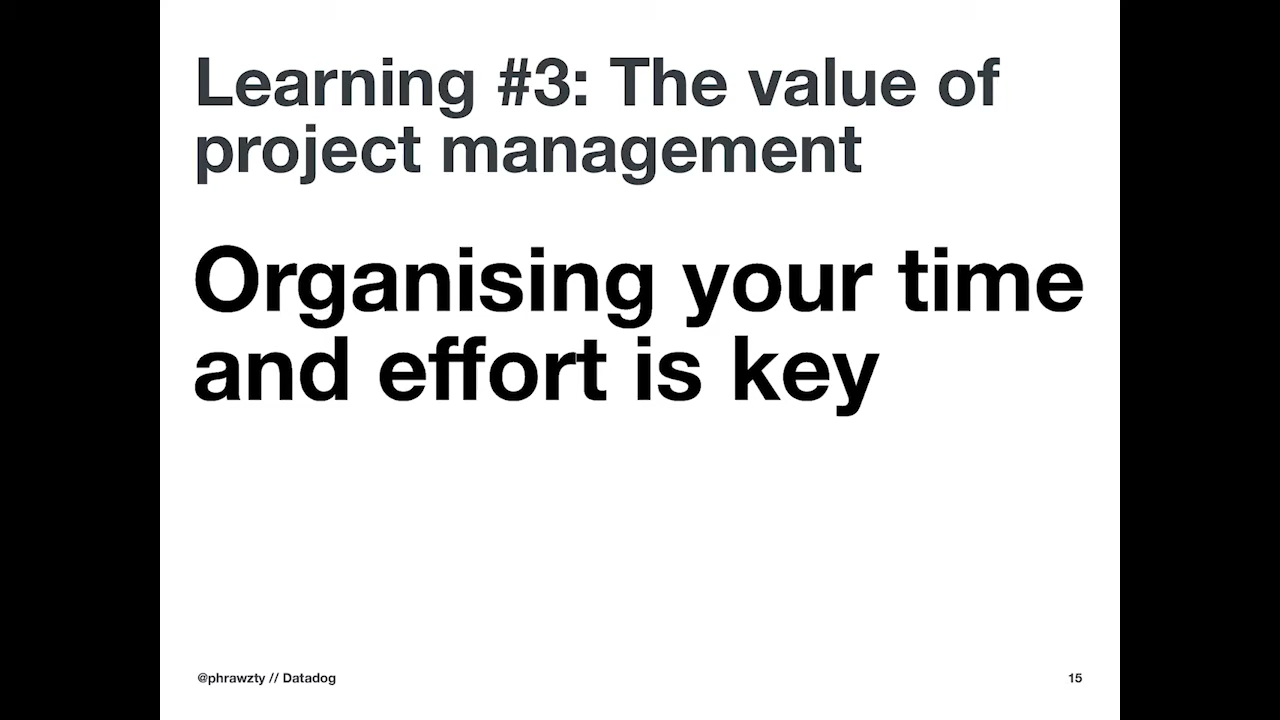 Learning #3: The value of
project management
Organising your time
and effort is key
@phrawzty // Datadog
15